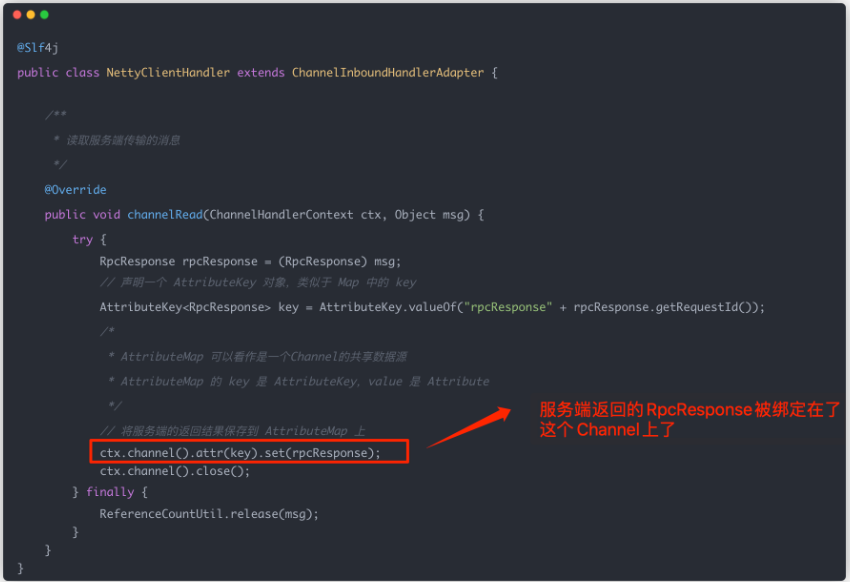 @Slf4j
public class NettyClientHandler extends ChannelInboundHandlerAdapter {
/**
* 读取服务端传输的消息
*/
@Override
public void channelRead(ChannelHandlerContext ctx, Object msg) {
try {
RpcResponse rpcResponse = (RpcResponse) msg;
// 声明一个 AttributeKey 对象，类似于 Map 中的 key
AttributeKey<RpcResponse> key = AttributeKey.valueOf("rpcResponse" + rpcResponse.getRequestId());
/*
* AttributeMap 可以看作是一个Channel的共享数据源
* AttributeMap 的 key 是 AttributeKey，value 是 Attribute
*/
// 将服务端的返回结果保存到 AttributeMap 上
ctx.channel().attr(key).set(rpcResponse);
ctx.channel().close();
} finally {
ReferenceCountUtil.release(msg);
}
}
}
服务端返回的 RpcResponse 被绑定在了
这个 Channel 上了